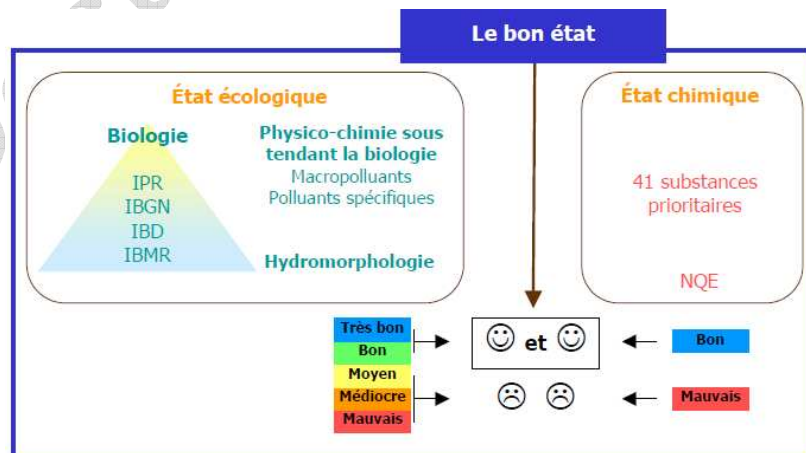 Le bon état
État écologique
Biologie
IPR
IBGN
IBD
IBMR
Physico-chimie sous
tendant la biologie
Macropolluants
Polluants spécifiques
Hydromorphologie
État chimique
41 substances
prioritaires
NQE
Très bon
Bon
Moyen
Médiocre
Mauvais
et
Bon
Mauvais